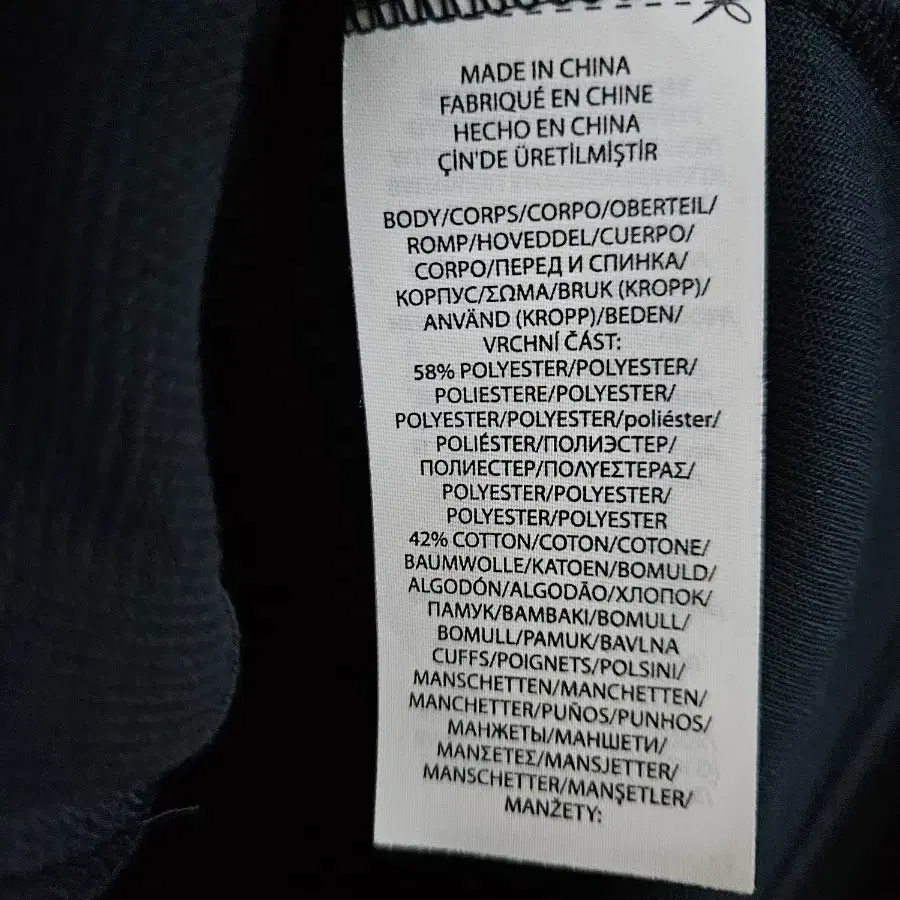 MADE IN CHINA
FABRIQUÉ EN CHINE
HECHO EN CHINA
ÇİN'DE ÜRETİLMİŞTİR
BODY/CORPS/CORPO/OBERTEIL/
ROMP/HOVEDDEL/CUERPO/
CORPO/ПЕРЕД И СПИНКА/
КОРПУС/ΣΩΜΑ/BRUK (KROPP)/
ANVÄND (KROPP)/BEDEN/
VRCHNÍ ČÁST:
58% POLYESTER/POLYESTER/
POLIESTERE/POLYESTER/
POLYESTER/POLYESTER/poliéster/
POLIÉSTER/ПОЛИЭСТЕР/
ПОЛИЕСТЕР/ΠΟΛΥΕΣΤΕΡΑΣ/
POLYESTER/POLYESTER/
POLYESTER/POLYESTER
42% COTTON/COTON/COTONE/
BAUMWOLLE/KATOEN/BOMULD/
ALGODÓN/ALGODÃO/ХЛОПОК/
ПАМУК/ΒΑΜΒΑΚΙ/BOMULL/
BOMULL/PAMUK/BAVLNA
CUFFS/POIGNETS/POLSINI/
MANSCHETTEN/MANCHETTEN/
MANCHETTER/PUÑOS/PUNHOS/
МАНЖЕТЫ/МАНШЕТИ/
ΜΑΝΣΕΤΕΣ/MANSJETTER/
MANSCHETTER/MANŞETLER/
MANŽETY: